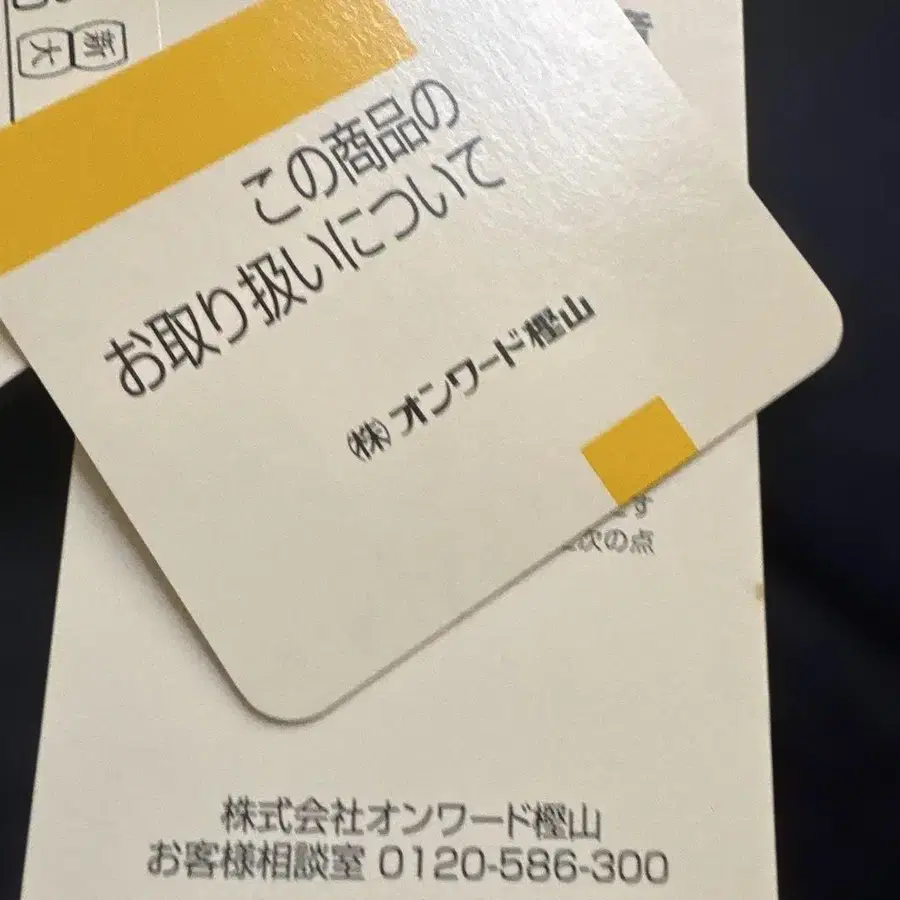 この商品の
お取り扱いについて
㈱オンワード樫山
す
次の点
株式会社オンワード樫山
お客様相談室 0120-586-300
大
新